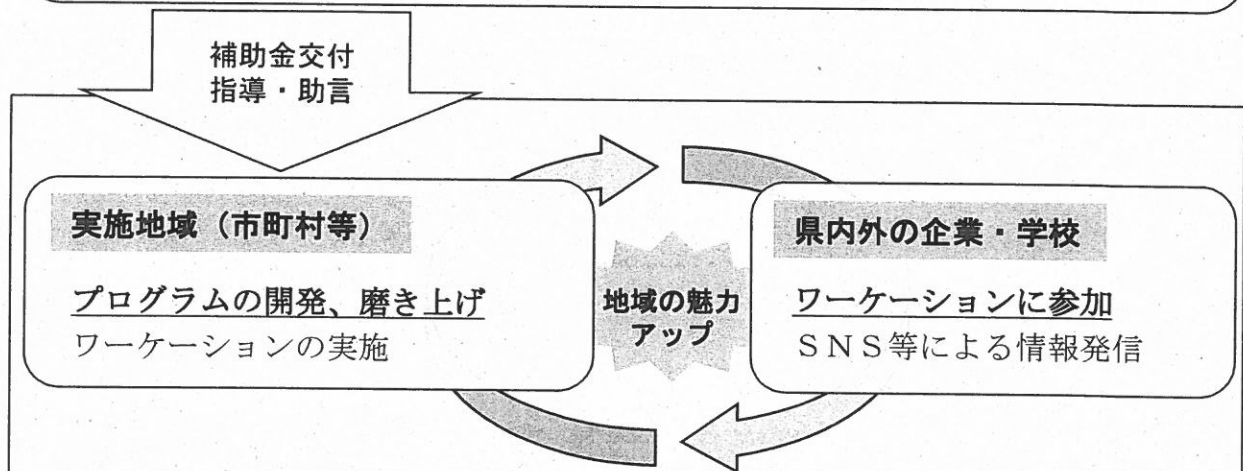 補助金交付
指導・助言
実施地域（市町村等）
プログラムの開発、磨き上げ
ワーケーションの実施
地域の魅力
アップ
県内外の企業・学校
ワーケーションに参加
ＳＮＳ等による情報発信